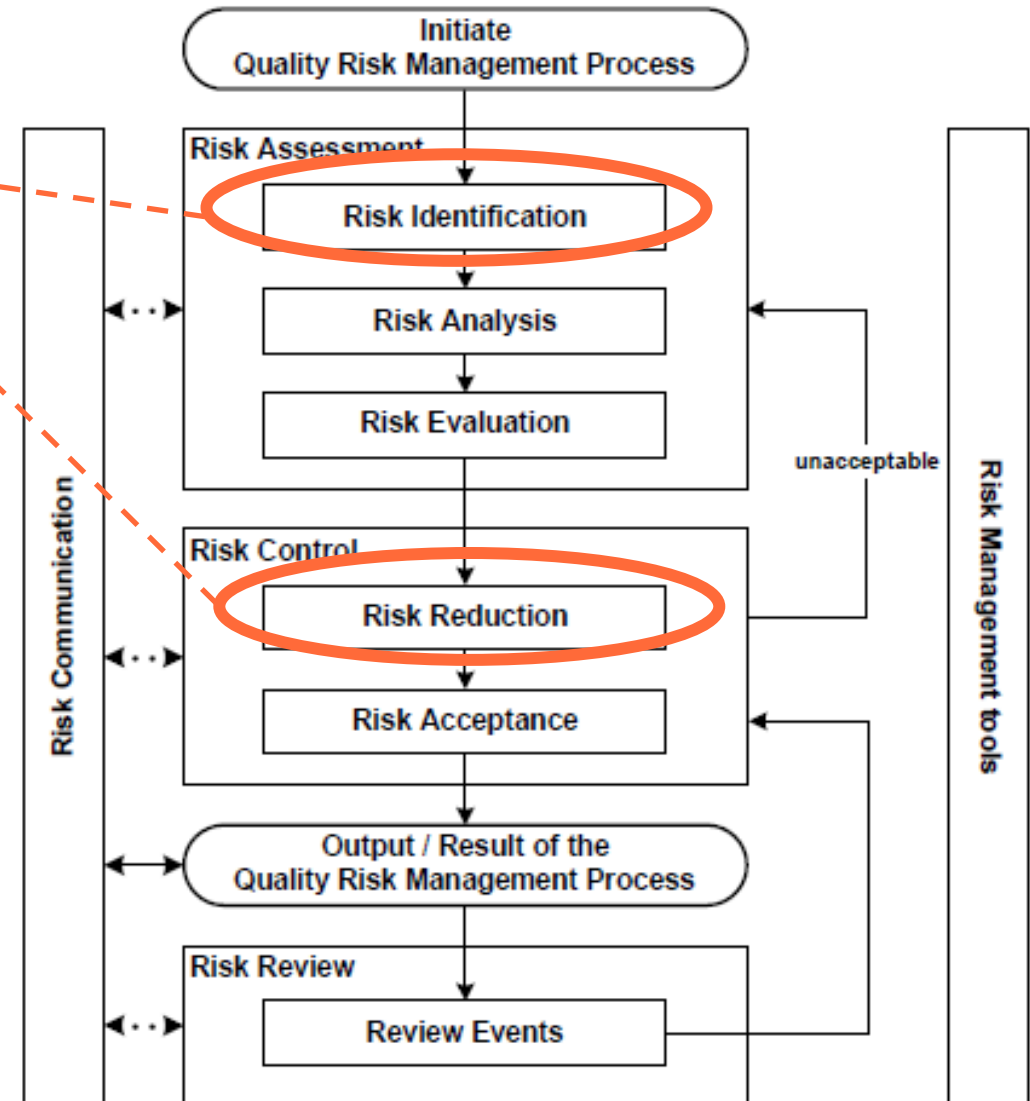 Initiate
Quality Risk Management Process
Risk Assessment
Risk Identification
Risk Analysis
Risk Evaluation
unacceptable
Risk Control
Risk Reduction
Risk Acceptance
Output / Result of the
Quality Risk Management Process
Risk Review
Review Events
Risk Communication
Risk Management tools